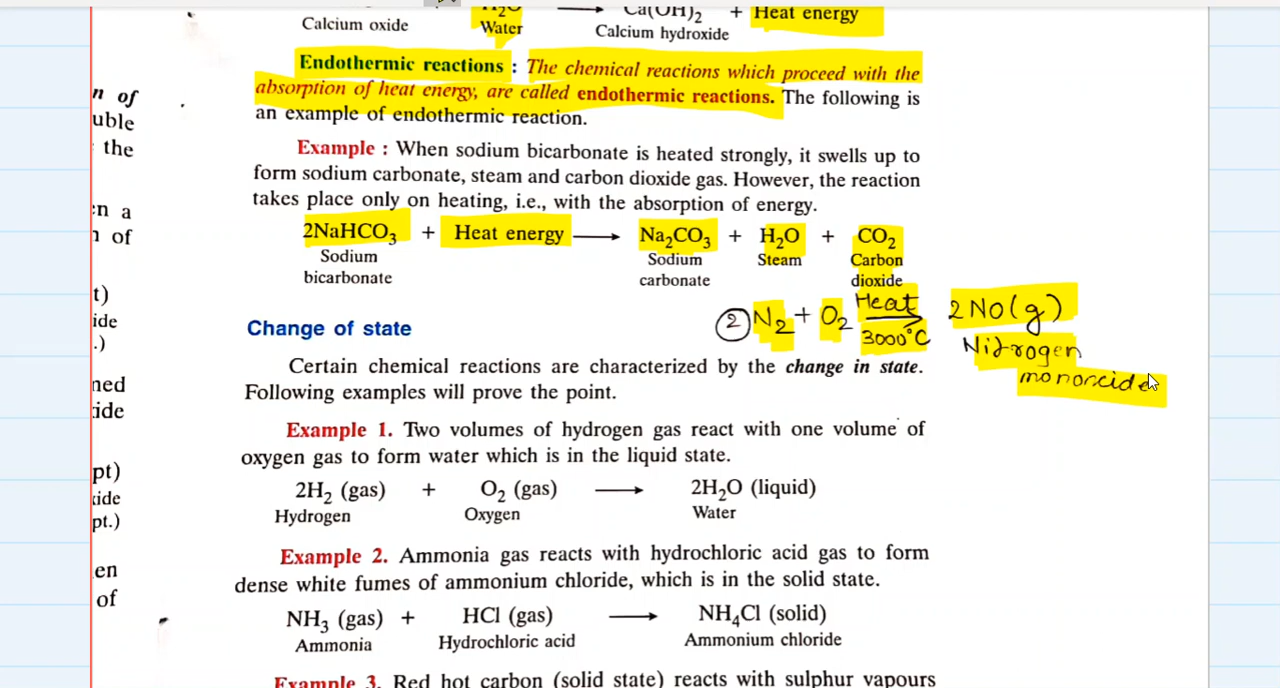 H₂O ⟶ Ca(OH)₂ + Heat energy
Calcium oxide Water Calcium hydroxide
Endothermic reactions : The chemical reactions which proceed with the
absorption of heat energy, are called endothermic reactions. The following is
an example of endothermic reaction.
n of
uble
the
n a
n of
t)
ide
.)
ned
ide
pt)
ide
pt.)
en
of
Example : When sodium bicarbonate is heated strongly, it swells up to
form sodium carbonate, steam and carbon dioxide gas. However, the reaction
takes place only on heating, i.e., with the absorption of energy.
2NaHCO₃ + Heat energy ⟶ Na₂CO₃ + H₂O + CO₂
Sodium Sodium Steam Carbon
bicarbonate carbonate dioxide
② N₂ + O₂ Heat 3000°C → 2NO(g)
Nitrogen
monoxide
Change of state
Certain chemical reactions are characterized by the change in state.
Following examples will prove the point.
Example 1. Two volumes of hydrogen gas react with one volume of
oxygen gas to form water which is in the liquid state.
2H₂ (gas) + O₂ (gas) ⟶ 2H₂O (liquid)
Hydrogen Oxygen Water
Example 2. Ammonia gas reacts with hydrochloric acid gas to form
dense white fumes of ammonium chloride, which is in the solid state.
NH₃ (gas) + HCl (gas) ⟶ NH₄Cl (solid)
Ammonia Hydrochloric acid Ammonium chloride
Example 3. Red hot carbon (solid state) reacts with sulphur vapours